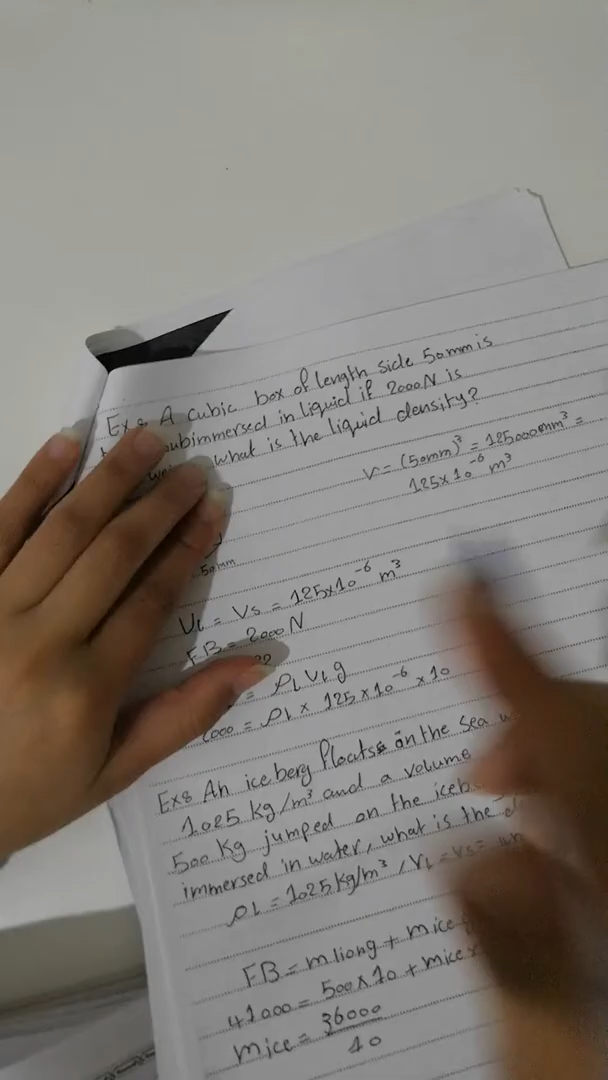 Ex: A cubic box of length side 50mm is
subimmersed in liquid if 2000N is
what is the liquid density?
V = (50mm)³ = 125000mm³ =
125×10⁻⁶ m³
50mm
VL = Vs = 125×10⁻⁶ m³
FB = 2000N
= ρL VL g
= ρL × 125×10⁻⁶ ×10
Ex: An iceberg floats on the sea
1025 kg/m³ and a volume
500 Kg jumped on the
immersed in water, what is the
ρL = 1025 Kg/m³ , VL = Vs =
FB = m liong + mice
41000 = 500×10 + mice
mice = 36000
10